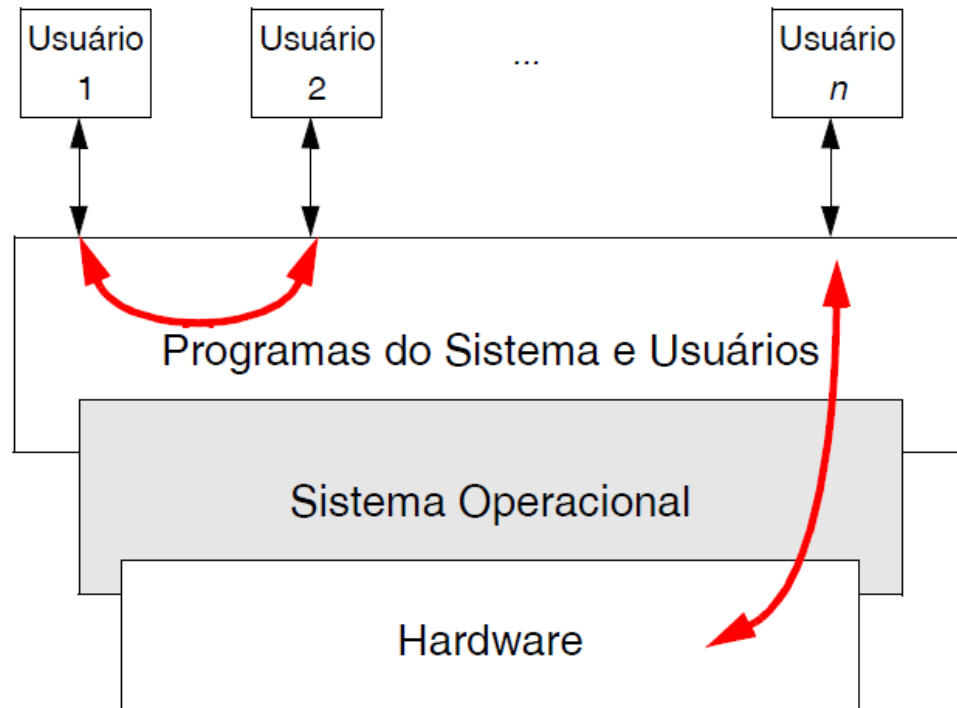 Usuário
1
Usuário
2
...
Usuário
n
Programas do Sistema e Usuários
Sistema Operacional
Hardware